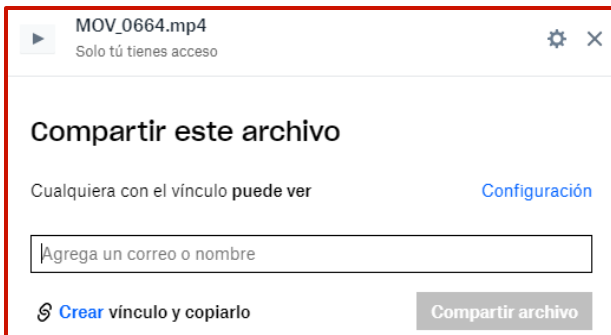 MOV_0664.mp4
Solo tú tienes acceso
Compartir este archivo
Cualquiera con el vínculo puede ver
Configuración
Agrega un correo o nombre
Crear vínculo y copiarlo
Compartir archivo